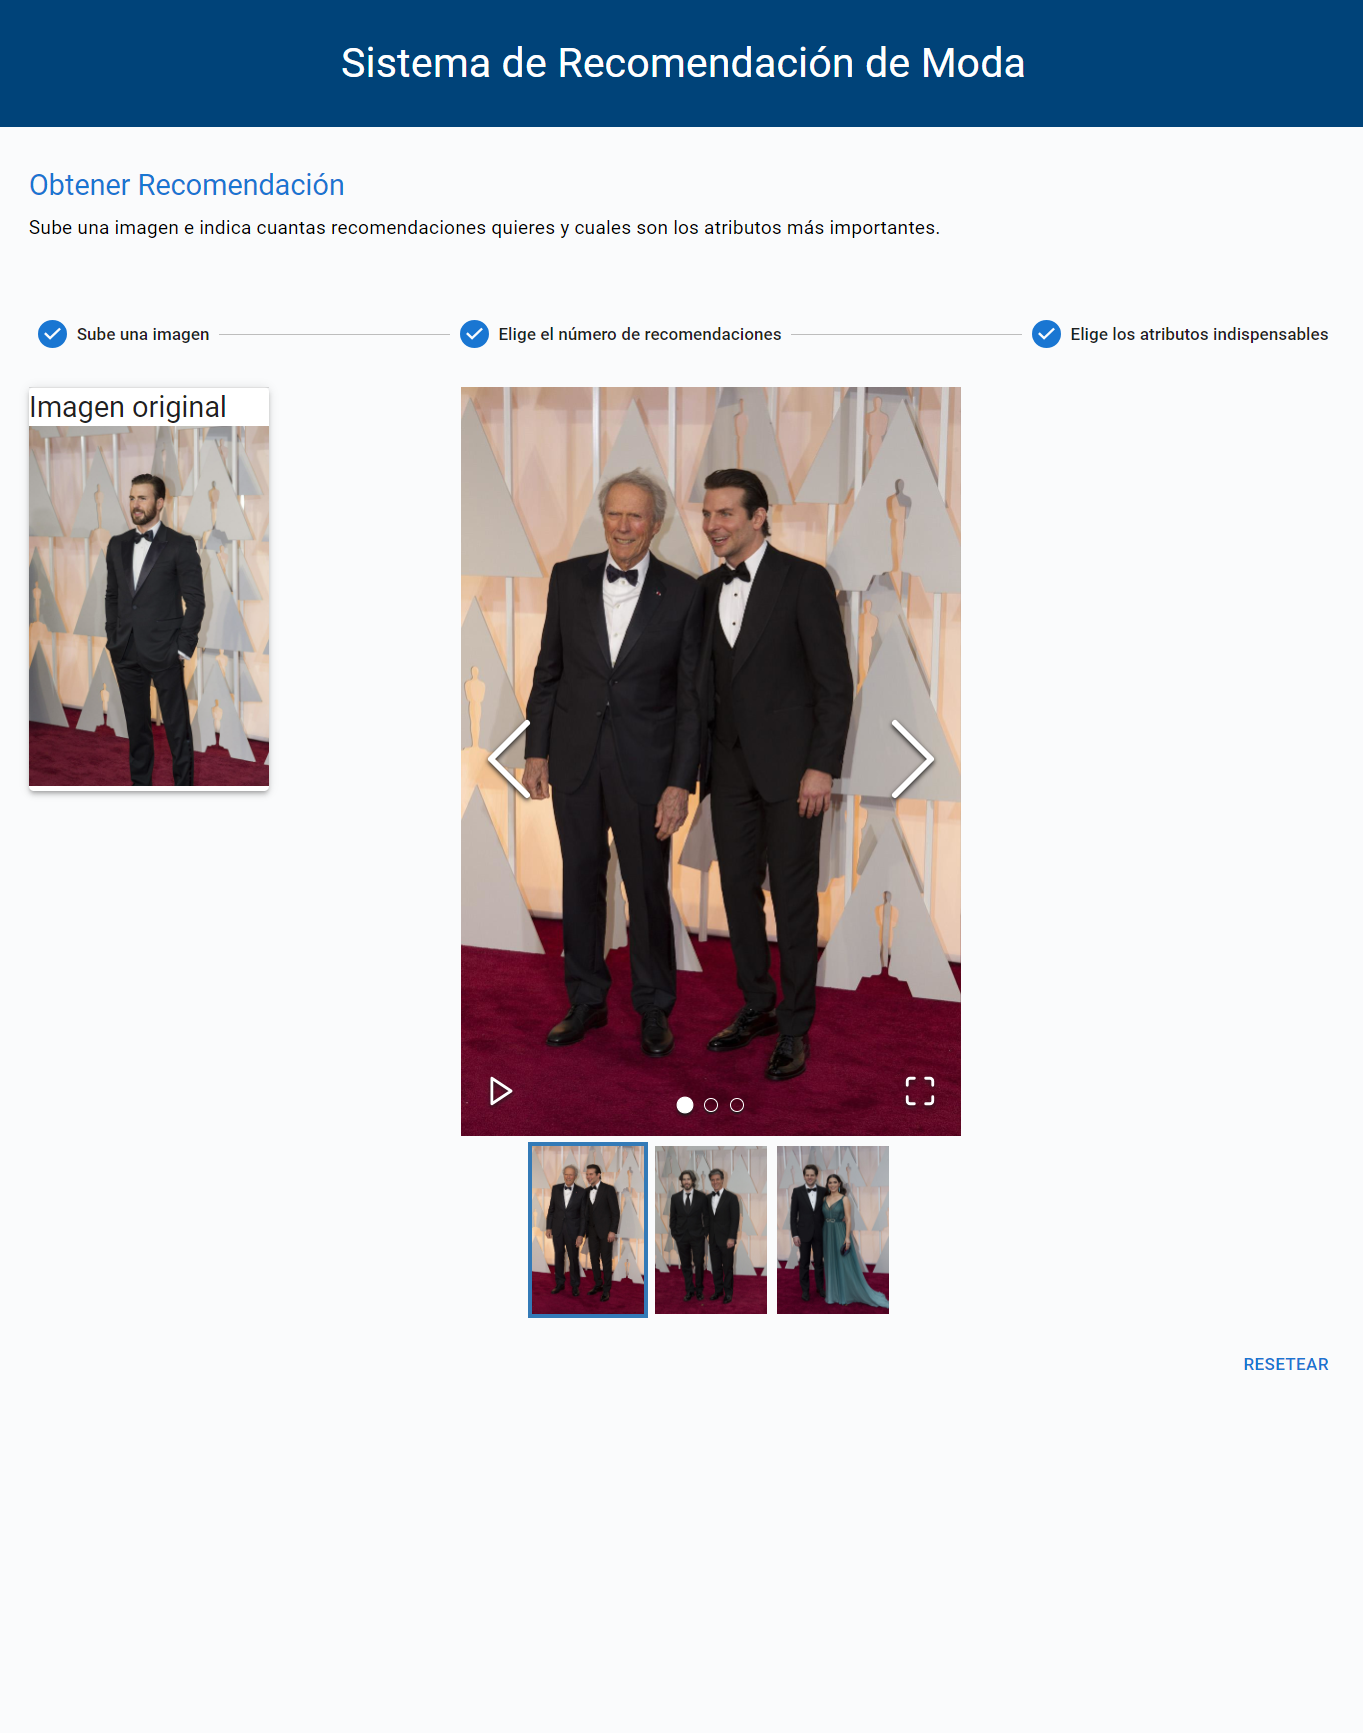 Sistema de Recomendación de Moda
Obtener Recomendación
Sube una imagen e indica cuantas recomendaciones quieres y cuales son los atributos más importantes.
Sube una imagen
Elige el número de recomendaciones
Elige los atributos indispensables
Imagen original
RESETEAR